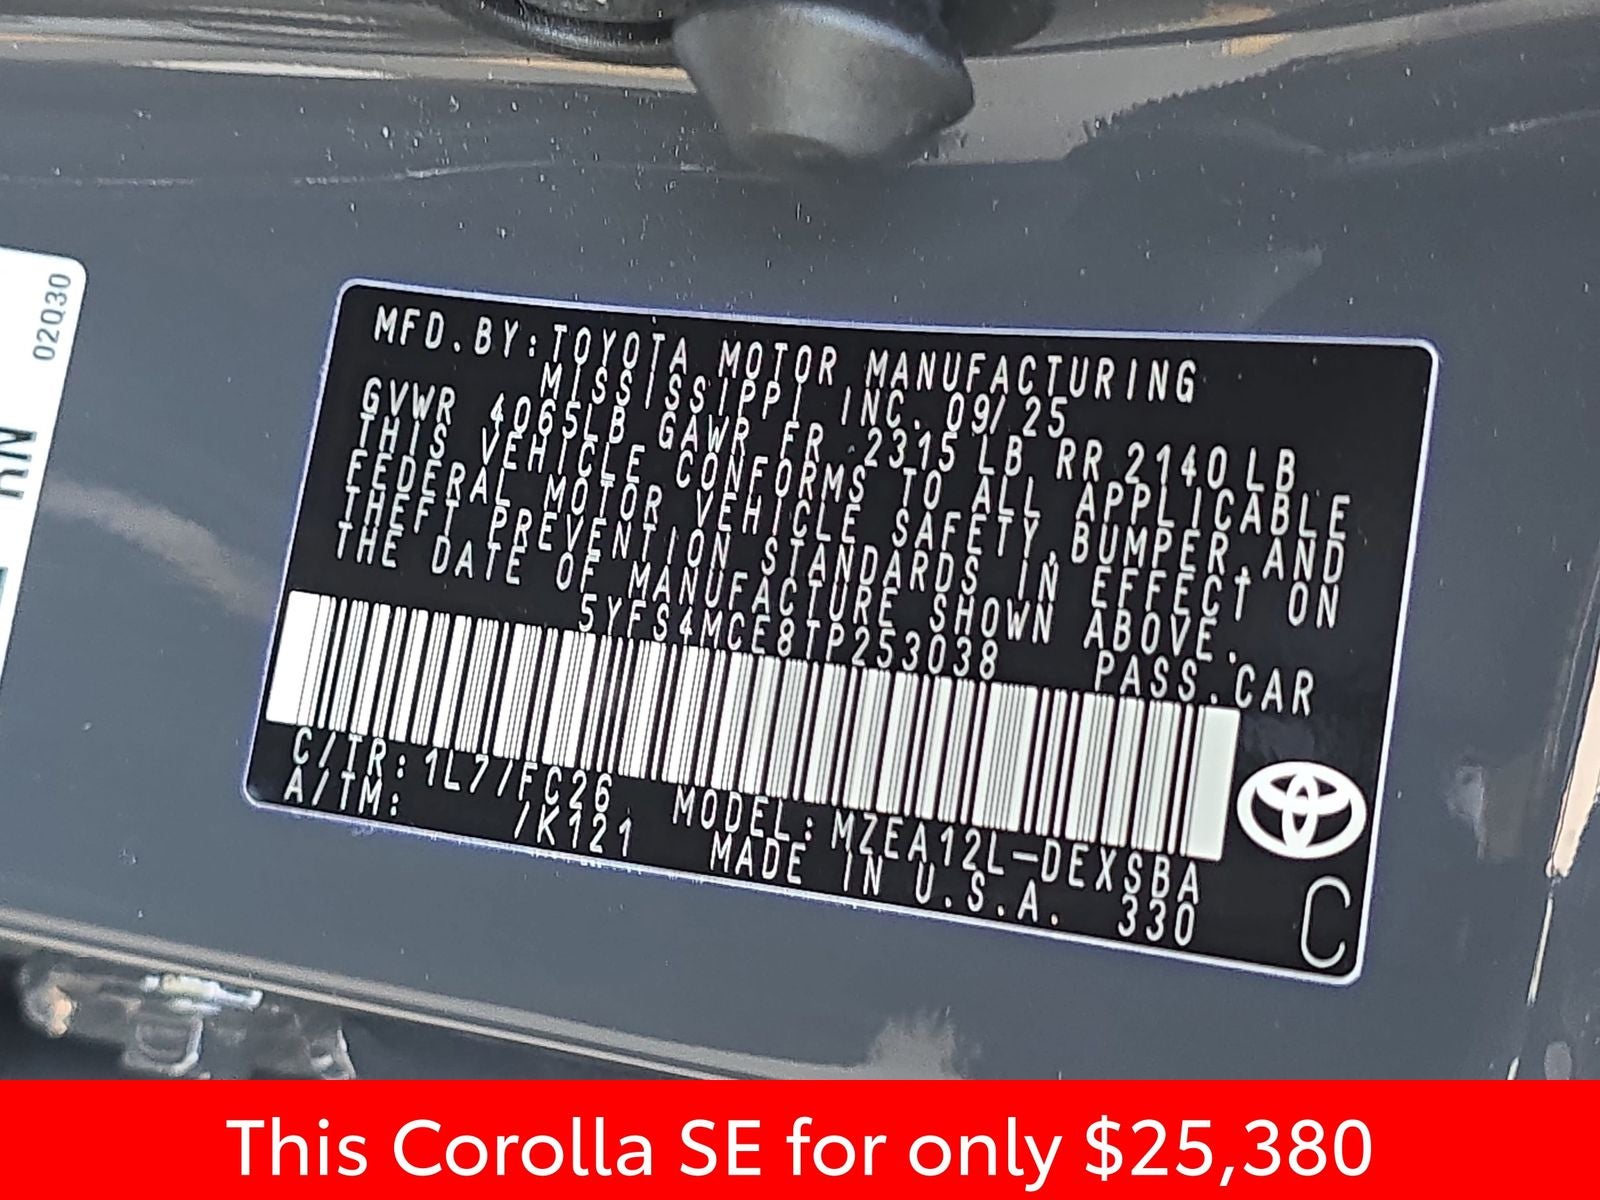 02Q30
MFD.BY:TOYOTA MOTOR MANUFACTURING
MISSISSIPPI, INC. 09/25
GVWR 4065LB GAWR FR 2315LB RR 2140LB
THIS VEHICLE CONFORMS TO ALL APPLICABLE
FEDERAL MOTOR VEHICLE SAFETY,BUMPER,AND
THEFT PREVENTION STANDARDS IN EFFECT ON
THE DATE OF MANUFACTURE SHOWN ABOVE.
5YFS4MCE8TP253038 PASS.CAR
C/TR:1L7/FC26 MODEL:MZEA12L-DEXSBA
A/TM: /K121 MADE IN U.S.A. 330
C
This Corolla SE for only $25,380